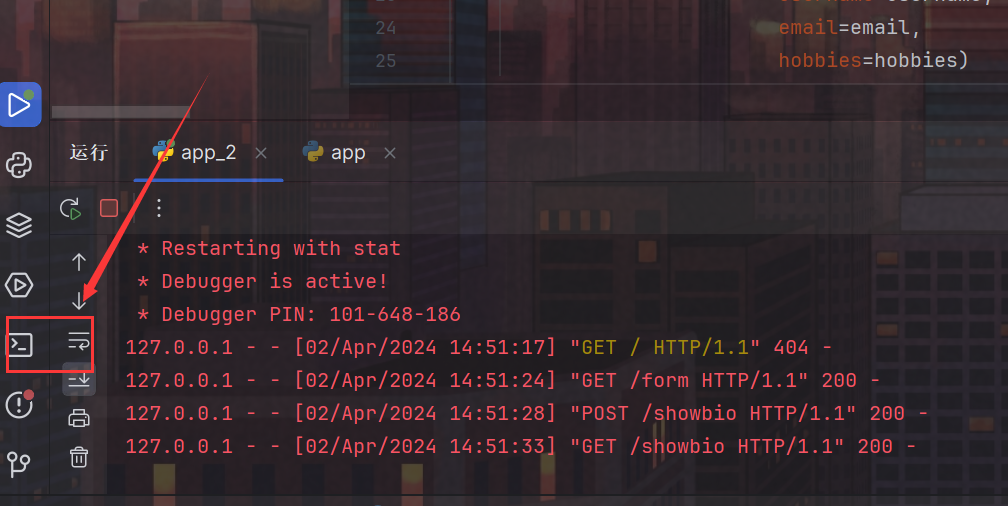 24
email=email,
25
hobbies=hobbies)
运行
app_2
app
* Restarting with stat
* Debugger is active!
* Debugger PIN: 101-648-186
127.0.0.1 - - [02/Apr/2024 14:51:17] "GET / HTTP/1.1" 404 -
127.0.0.1 - - [02/Apr/2024 14:51:24] "GET /form HTTP/1.1" 200 -
127.0.0.1 - - [02/Apr/2024 14:51:28] "POST /showbio HTTP/1.1" 200 -
127.0.0.1 - - [02/Apr/2024 14:51:33] "GET /showbio HTTP/1.1" 200 -